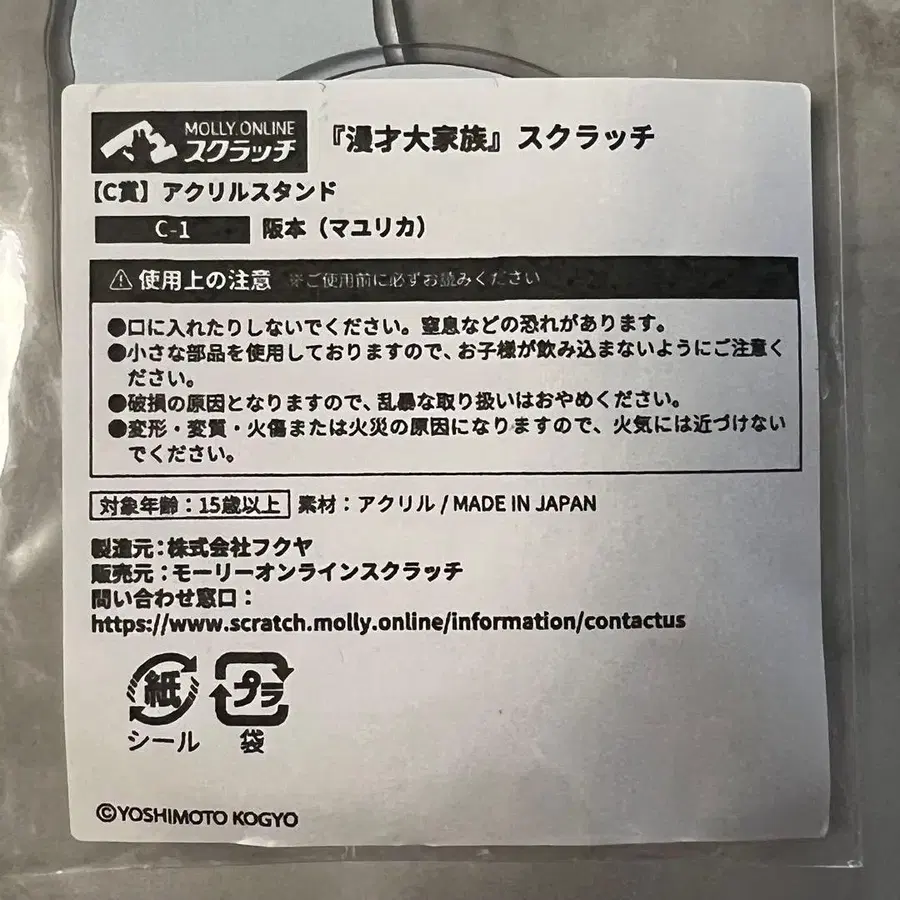 MOLLY.ONLINE
スクラッチ
『漫才大家族』スクラッチ
【C賞】アクリルスタンド
C-1 阪本（マユリカ）
⚠ 使用上の注意 ※ご使用前に必ずお読みください
●口に入れたりしないでください。窒息などの恐れがあります。
●小さな部品を使用しておりますので、お子様が飲み込まないようにご注意く
ださい。
●破損の原因となりますので、乱暴な取り扱いはおやめください。
●変形・変質・火傷または火災の原因になりますので、火気には近づけない
でください。
対象年齢：15歳以上 素材：アクリル / MADE IN JAPAN
製造元：株式会社フクヤ
販売元：モーリーオンラインスクラッチ
問い合わせ窓口：
https://www.scratch.molly.online/information/contactus
紙 プラ
シール 袋
©YOSHIMOTO KOGYO